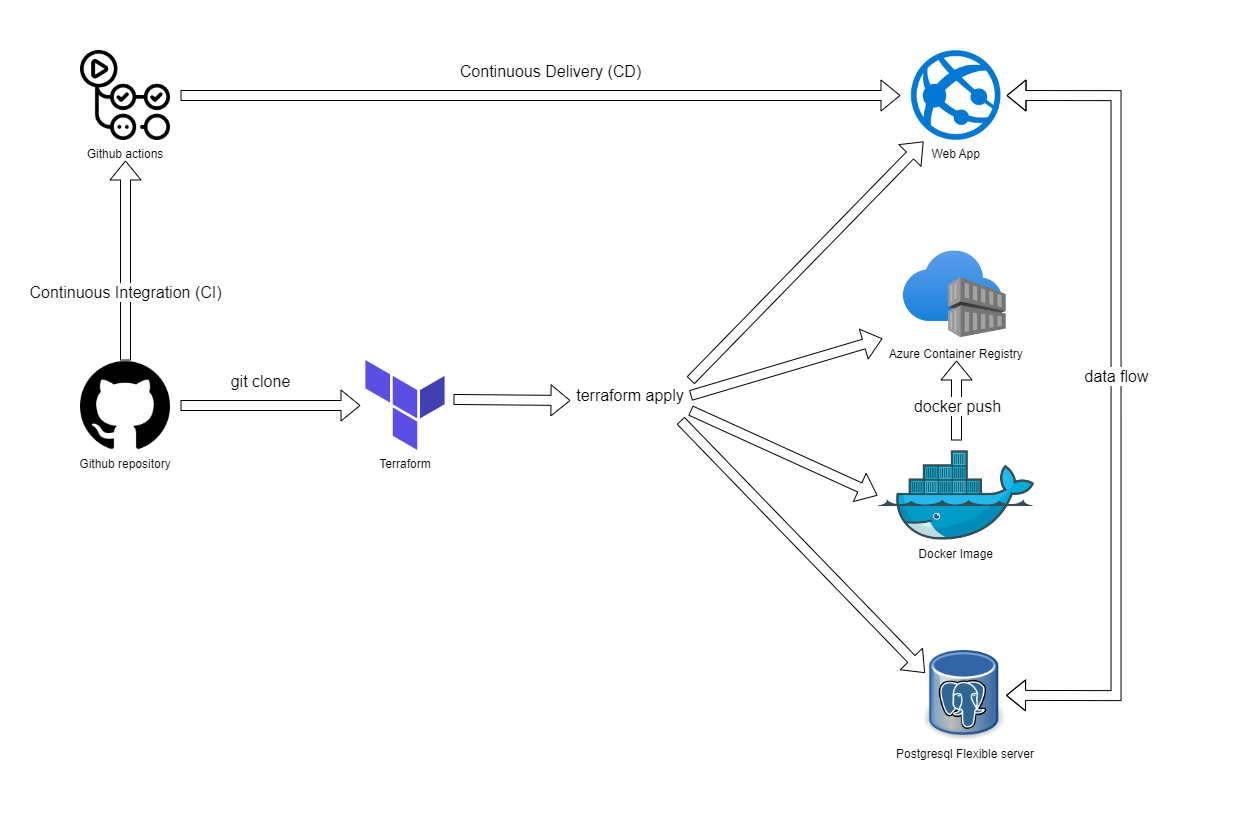 Continuous Delivery (CD)
Github actions
Web App
Continuous Integration (CI)
Azure Container Registry
data flow
git clone
terraform apply
docker push
Github repository
Terraform
Docker Image
Postgresql Flexible server